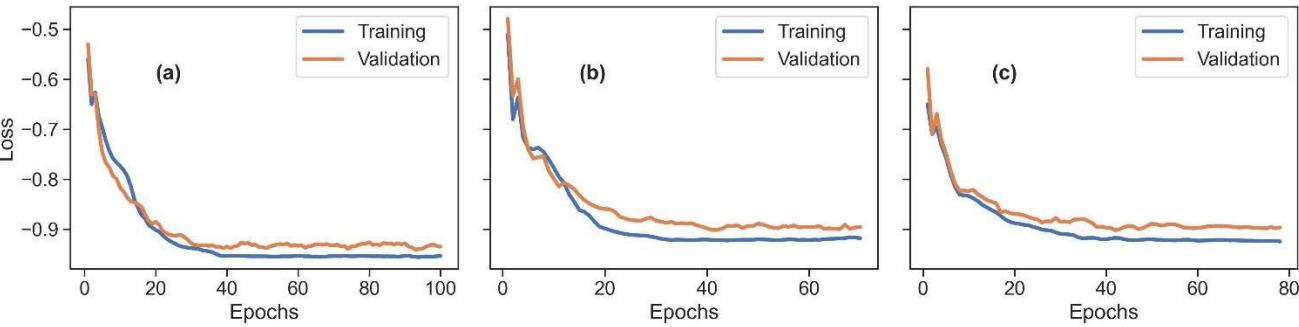 Loss
−0.5
−0.6
−0.7
−0.8
−0.9
(a)
Training
Validation
0 20 40 60 80 100
Epochs
(b)
Training
Validation
0 20 40 60
Epochs
(c)
Training
Validation
0 20 40 60 80
Epochs